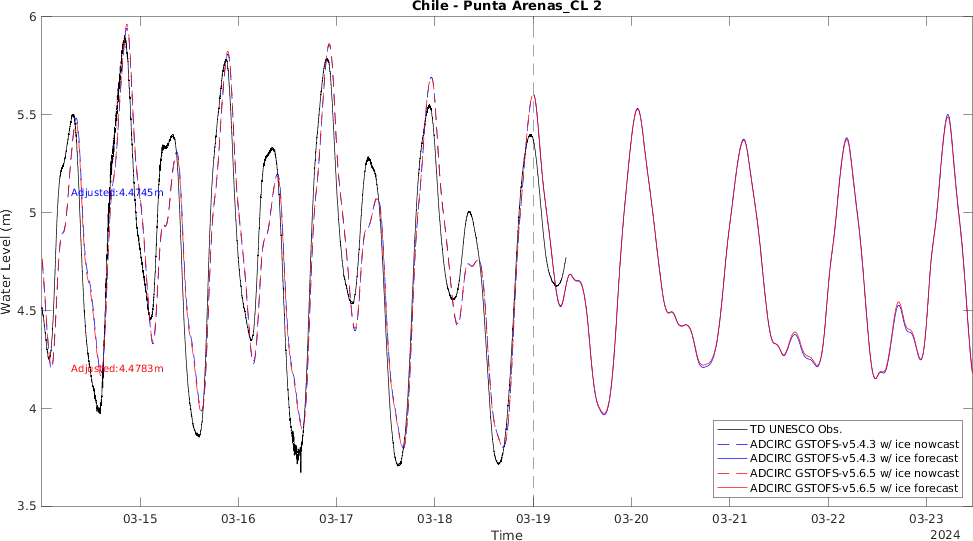 Chile - Punta Arenas_CL 2
6
5.5
5
4.5
4
3.5
Water Level (m)
Adjusted:4.4745m
Adjusted:4.4783m
TD UNESCO Obs.
ADCIRC GSTOFS-v5.4.3 w/ ice nowcast
ADCIRC GSTOFS-v5.4.3 w/ ice forecast
ADCIRC GSTOFS-v5.6.5 w/ ice nowcast
ADCIRC GSTOFS-v5.6.5 w/ ice forecast
03-15 03-16 03-17 03-18 03-19 03-20 03-21 03-22 03-23
Time
2024